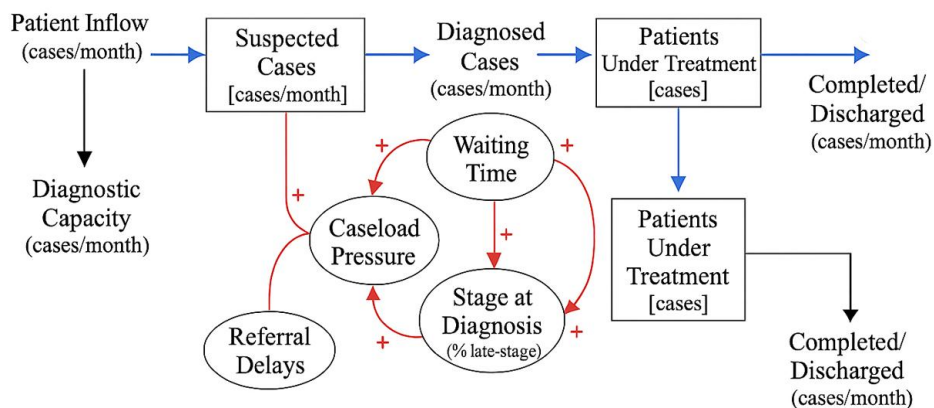 Patient Inflow
(cases/month)
Suspected
Cases
[cases/month]
Diagnosed
Cases
(cases/month)
Patients
Under Treatment
[cases]
Completed/
Discharged
(cases/month)
Diagnostic
Capacity
(cases/month)
+
+
Waiting
Time
+
Caseload
Pressure
+
Stage at
Diagnosis
(% late-stage)
+
+
Referral
Delays
Patients
Under
Treatment
[cases]
Completed/
Discharged
(cases/month)